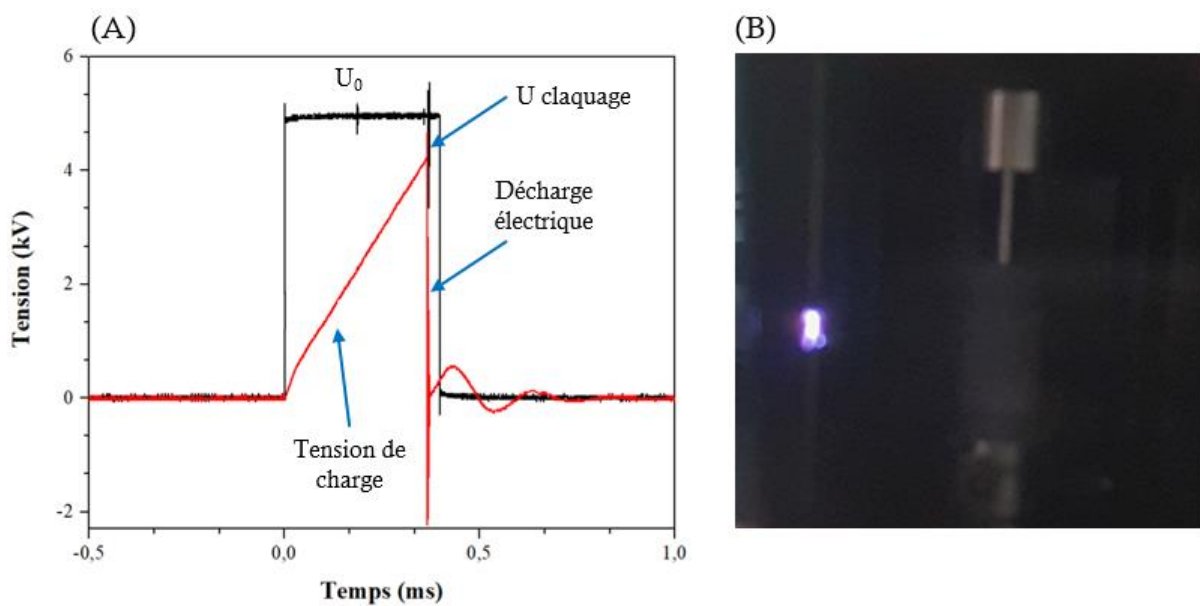 (A)
(B)
6
4
2
0
-2
-0,5
0,0
0,5
1,0
Tension (kV)
Temps (ms)
U₀
U claquage
Décharge
électrique
Tension de
charge